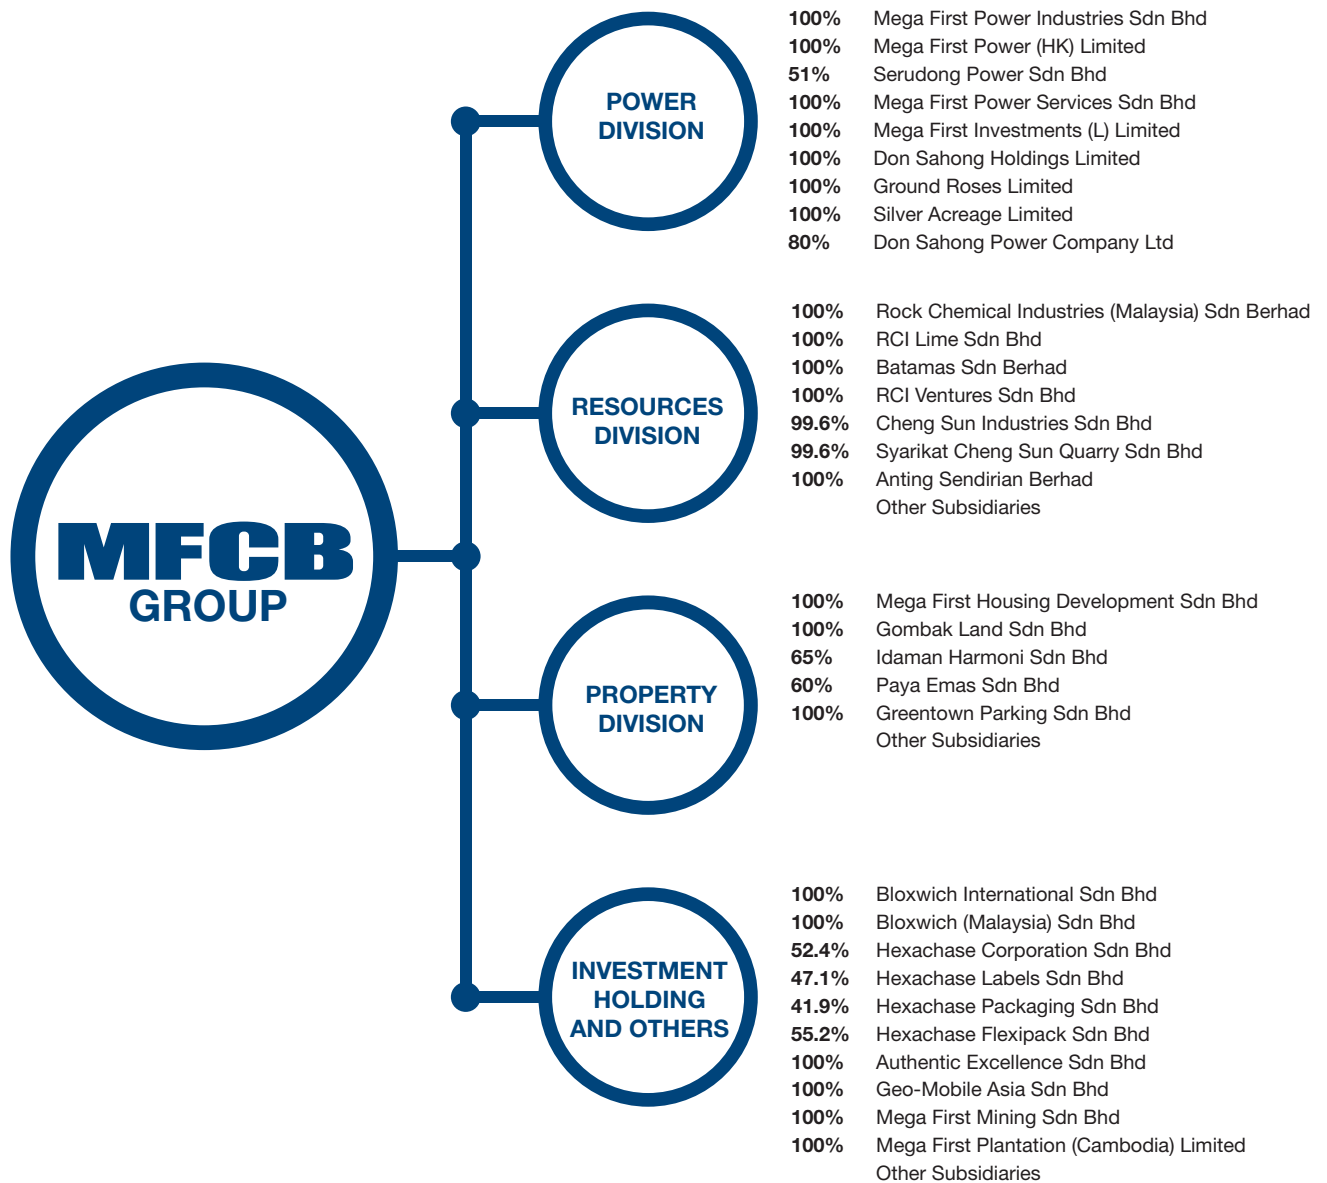 MFCB
GROUP
POWER
DIVISION
100% Mega First Power Industries Sdn Bhd
100% Mega First Power (HK) Limited
51% Serudong Power Sdn Bhd
100% Mega First Power Services Sdn Bhd
100% Mega First Investments (L) Limited
100% Don Sahong Holdings Limited
100% Ground Roses Limited
100% Silver Acreage Limited
80% Don Sahong Power Company Ltd
RESOURCES
DIVISION
100% Rock Chemical Industries (Malaysia) Sdn Berhad
100% RCI Lime Sdn Bhd
100% Batamas Sdn Berhad
100% RCI Ventures Sdn Bhd
99.6% Cheng Sun Industries Sdn Bhd
99.6% Syarikat Cheng Sun Quarry Sdn Bhd
100% Anting Sendirian Berhad
Other Subsidiaries
PROPERTY
DIVISION
100% Mega First Housing Development Sdn Bhd
100% Gombak Land Sdn Bhd
65% Idaman Harmoni Sdn Bhd
60% Paya Emas Sdn Bhd
100% Greentown Parking Sdn Bhd
Other Subsidiaries
INVESTMENT
HOLDING
AND OTHERS
100% Bloxwich International Sdn Bhd
100% Bloxwich (Malaysia) Sdn Bhd
52.4% Hexachase Corporation Sdn Bhd
47.1% Hexachase Labels Sdn Bhd
41.9% Hexachase Packaging Sdn Bhd
55.2% Hexachase Flexipack Sdn Bhd
100% Authentic Excellence Sdn Bhd
100% Geo-Mobile Asia Sdn Bhd
100% Mega First Mining Sdn Bhd
100% Mega First Plantation (Cambodia) Limited
Other Subsidiaries